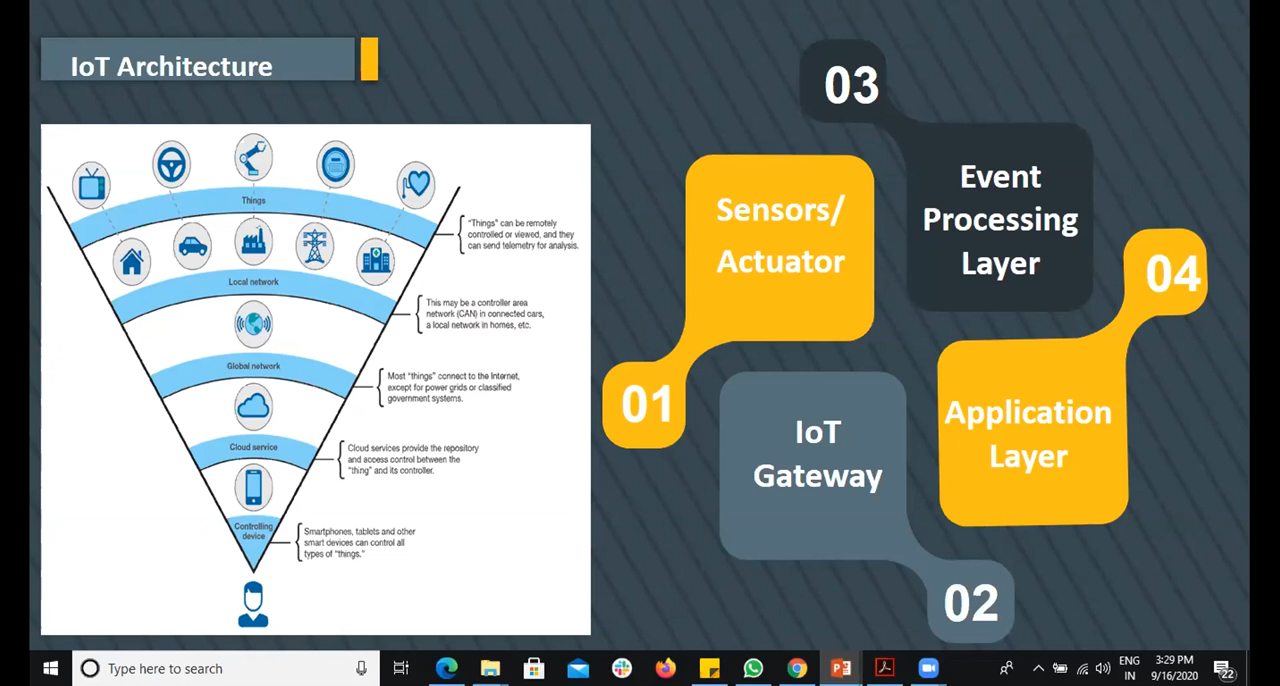 IoT Architecture
Things
"Things" can be remotely
controlled or viewed, and they
can send telemetry for analysis.
Local network
This may be a controller area
network (CAN) in connected cars,
a local network in homes, etc.
Global network
Most "things" connect to the Internet,
except for power grids or classified
government systems.
Cloud service
Cloud services provide the repository
and access control between the
"thing" and its controller.
Controlling
device
Smartphones, tablets and other
smart devices can control all
types of "things."
03
Sensors/
Actuator
01
Event
Processing
Layer
04
IoT
Gateway
02
Application
Layer
Type here to search
ENG
IN
3:29 PM
9/16/2020
22